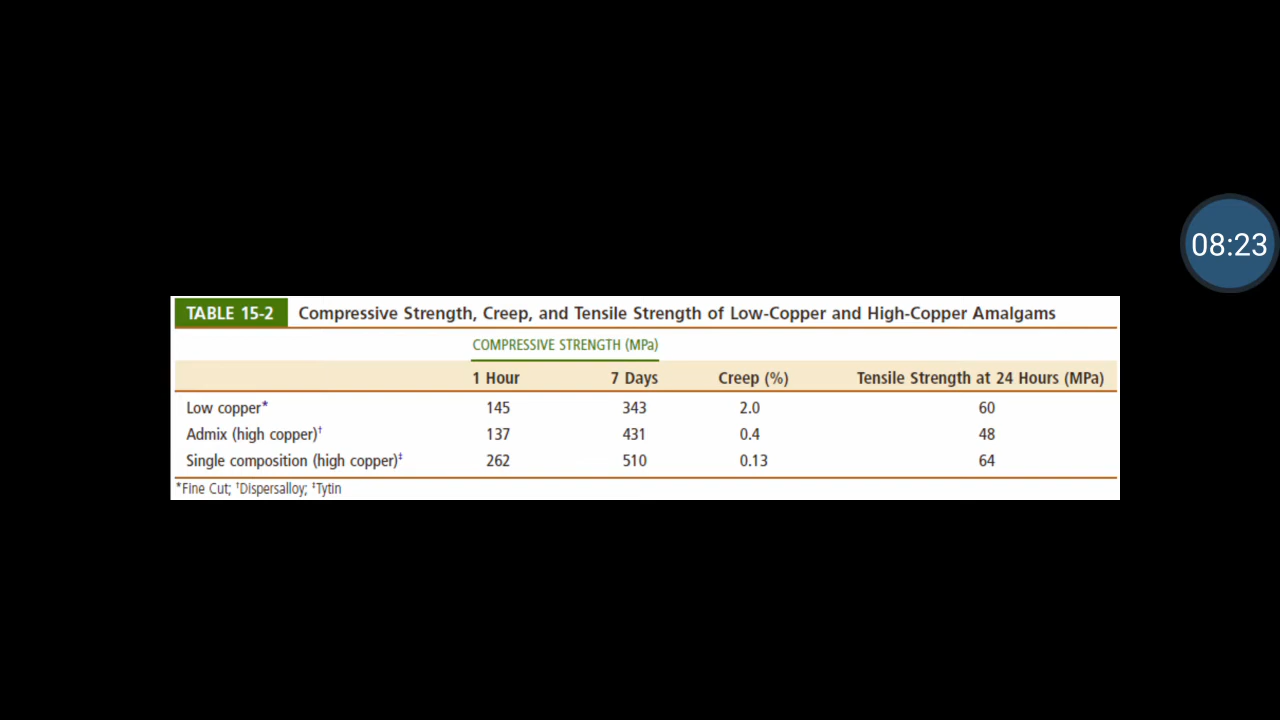 TABLE 15-2 Compressive Strength, Creep, and Tensile Strength of Low-Copper and High-Copper Amalgams
COMPRESSIVE STRENGTH (MPa)
1 Hour 7 Days Creep (%) Tensile Strength at 24 Hours (MPa)
Low copper* 145 343 2.0 60
Admix (high copper)† 137 431 0.4 48
Single composition (high copper)‡ 262 510 0.13 64
*Fine Cut; †Dispersalloy; ‡Tytin
08:23